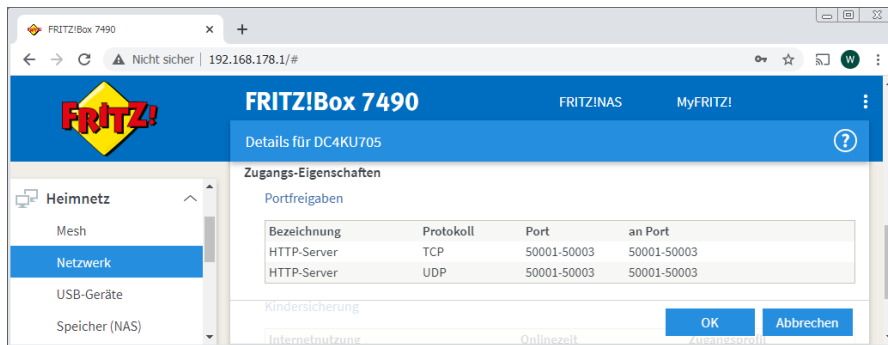 FRITZ!Box 7490
Nicht sicher | 192.168.178.1/#
W
FRITZ!
FRITZ!Box 7490 FRITZ!NAS MyFRITZ!
Details für DC4KU705 ?
Zugangs-Eigenschaften
Heimnetz
Portfreigaben
Mesh
Netzwerk
USB-Geräte
Speicher (NAS)
Bezeichnung Protokoll Port an Port
HTTP-Server TCP 50001-50003 50001-50003
HTTP-Server UDP 50001-50003 50001-50003
Kindersicherung
OK Abbrechen
Internetnutzung Onlinezeit Zugangsprofil